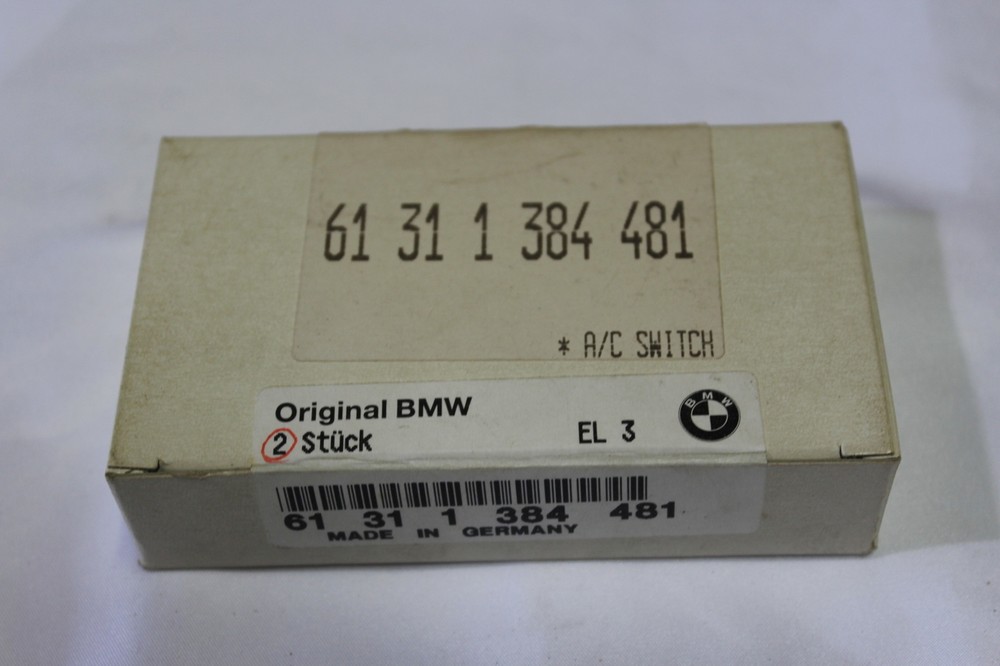 61 31 1 384 481
* A/C SWITCH
Original BMW
2 Stück EL 3
BMW
61 31 1 384 481
MADE IN GERMANY